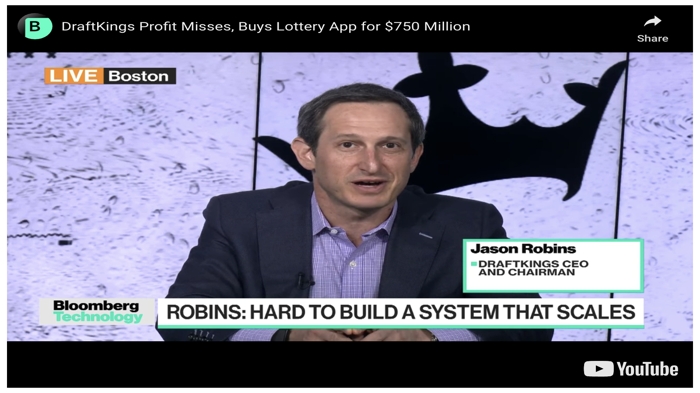 B
DraftKings Profit Misses, Buys Lottery App for $750 Million
Share
LIVE Boston
Jason Robins
DRAFTKINGS CEO
AND CHAIRMAN
Bloomberg
Technology
ROBINS: HARD TO BUILD A SYSTEM THAT SCALES
YouTube